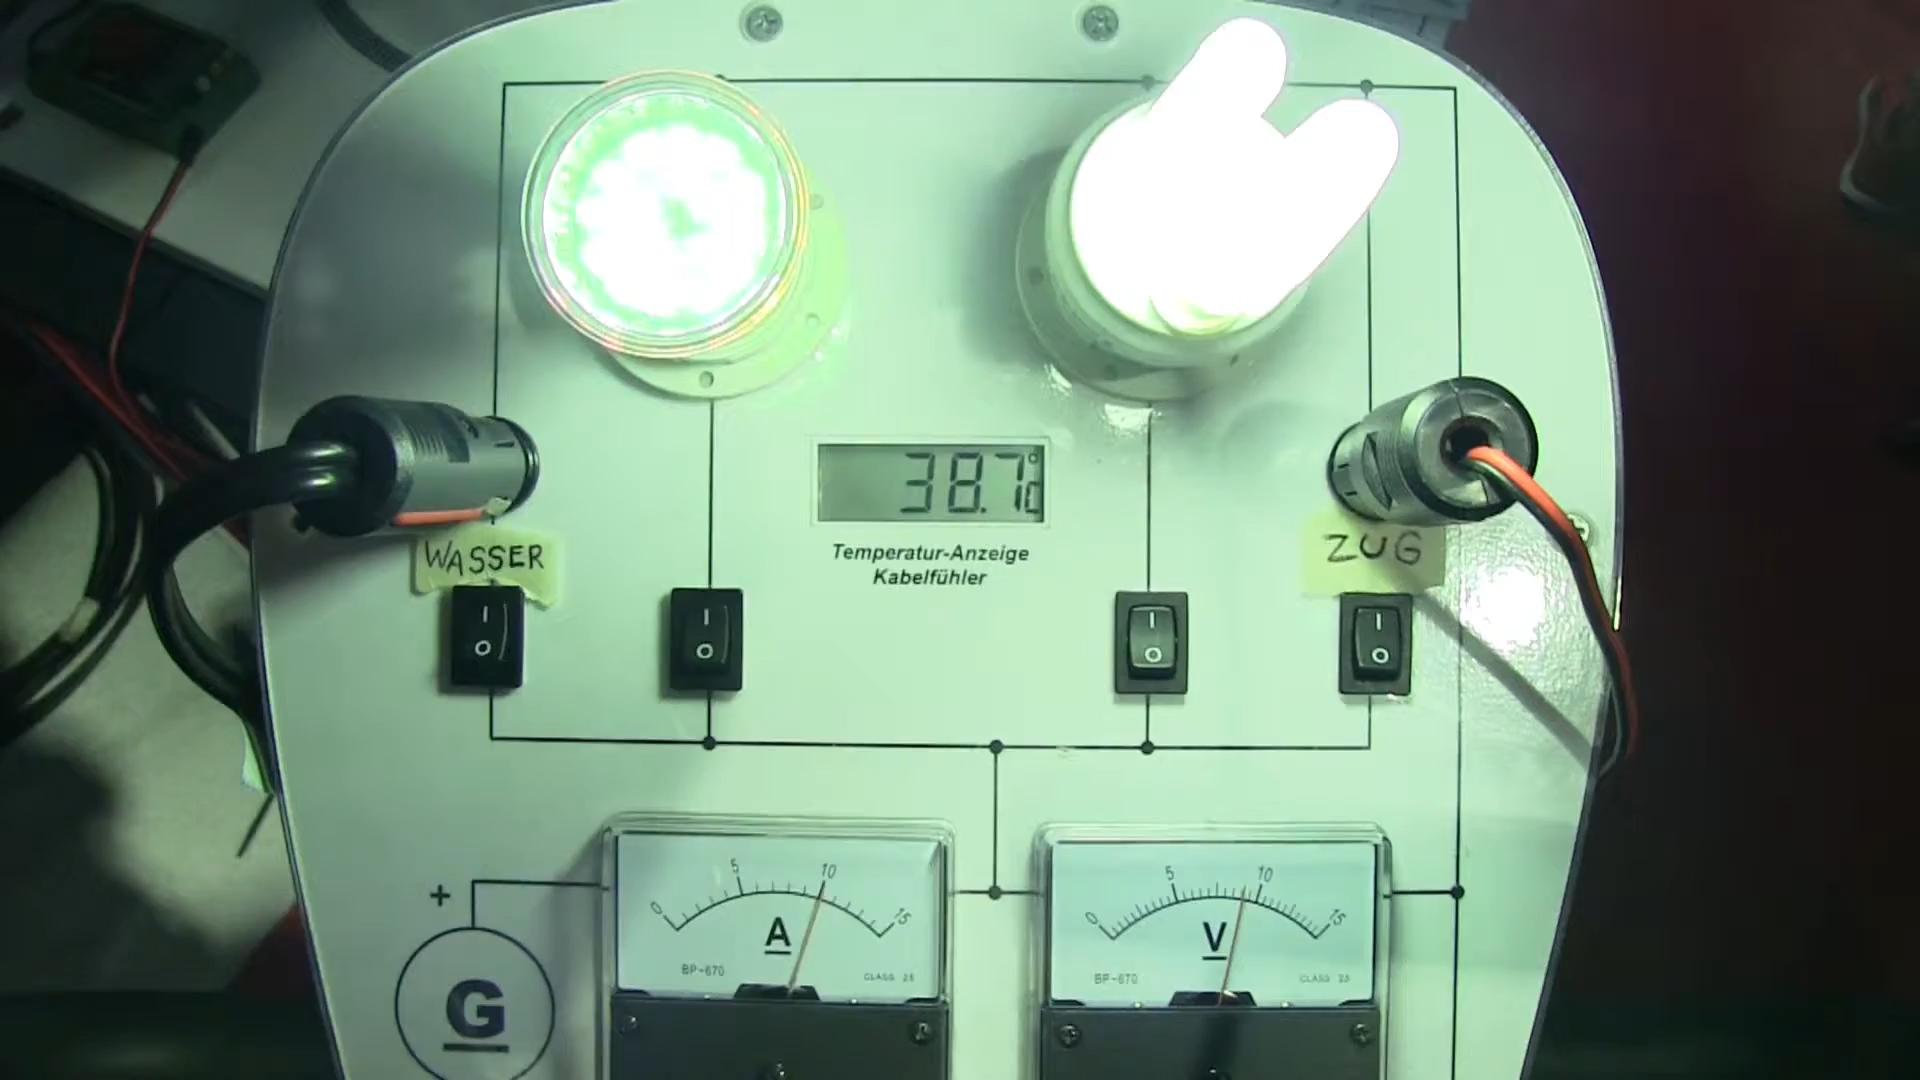 38.7°C
Temperatur-Anzeige
Kabelfühler
WASSER
ZUG
I
O
I
O
I
O
I
O
0 5 10 15
A
BP-670
CLASS 2.5
0 5 10 15
V
BP-670
CLASS 2.5
+
G